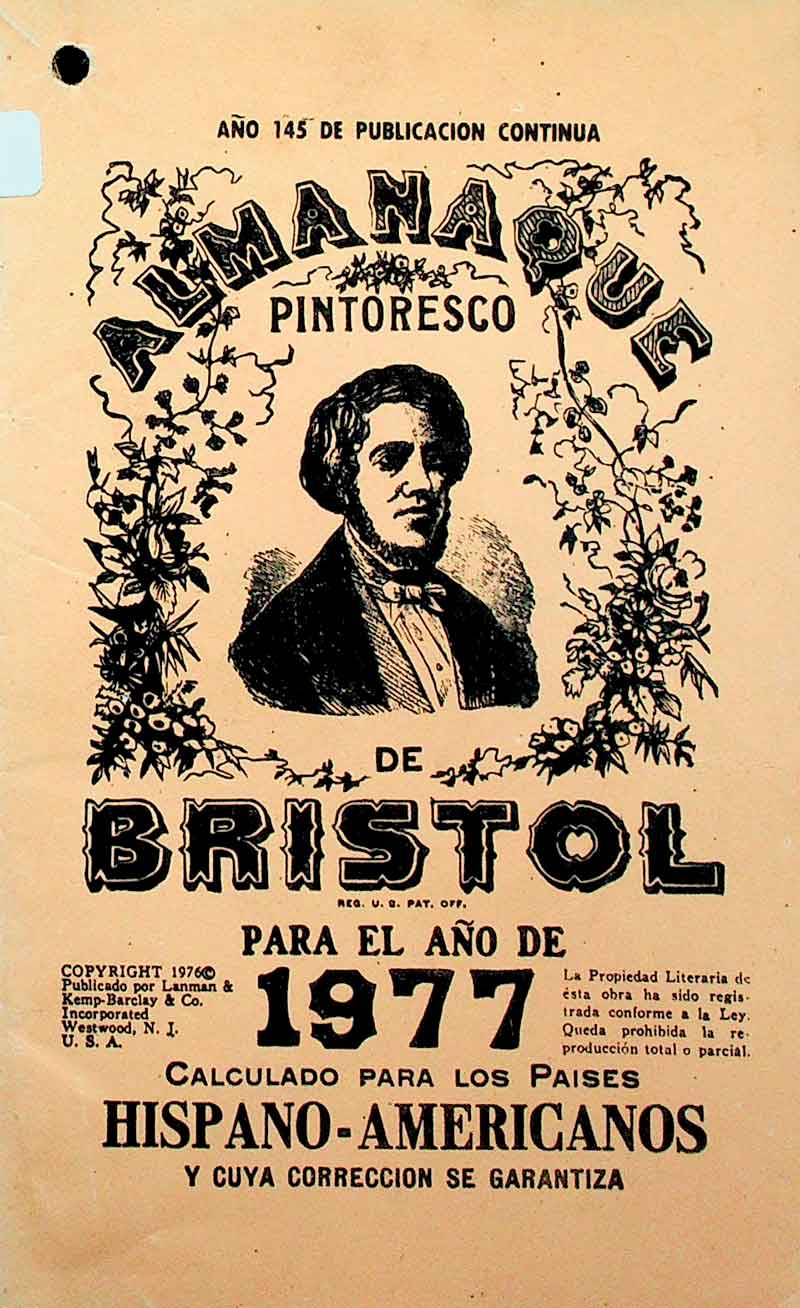 AÑO 145 DE PUBLICACION CONTINUA
ALMANAQUE
PINTORESCO
DE
BRISTOL
REG. U. S. PAT. OFF.
PARA EL AÑO DE
1977
COPYRIGHT 1976©
Publicado por Lanman &
Kemp-Barclay & Co.
Incorporated
Westwood, N. J.
U. S. A.
La Propiedad Literaria de
ésta obra ha sido regis-
trada conforme a la Ley.
Queda prohibida la re-
producción total o parcial.
CALCULADO PARA LOS PAISES
HISPANO-AMERICANOS
Y CUYA CORRECCION SE GARANTIZA